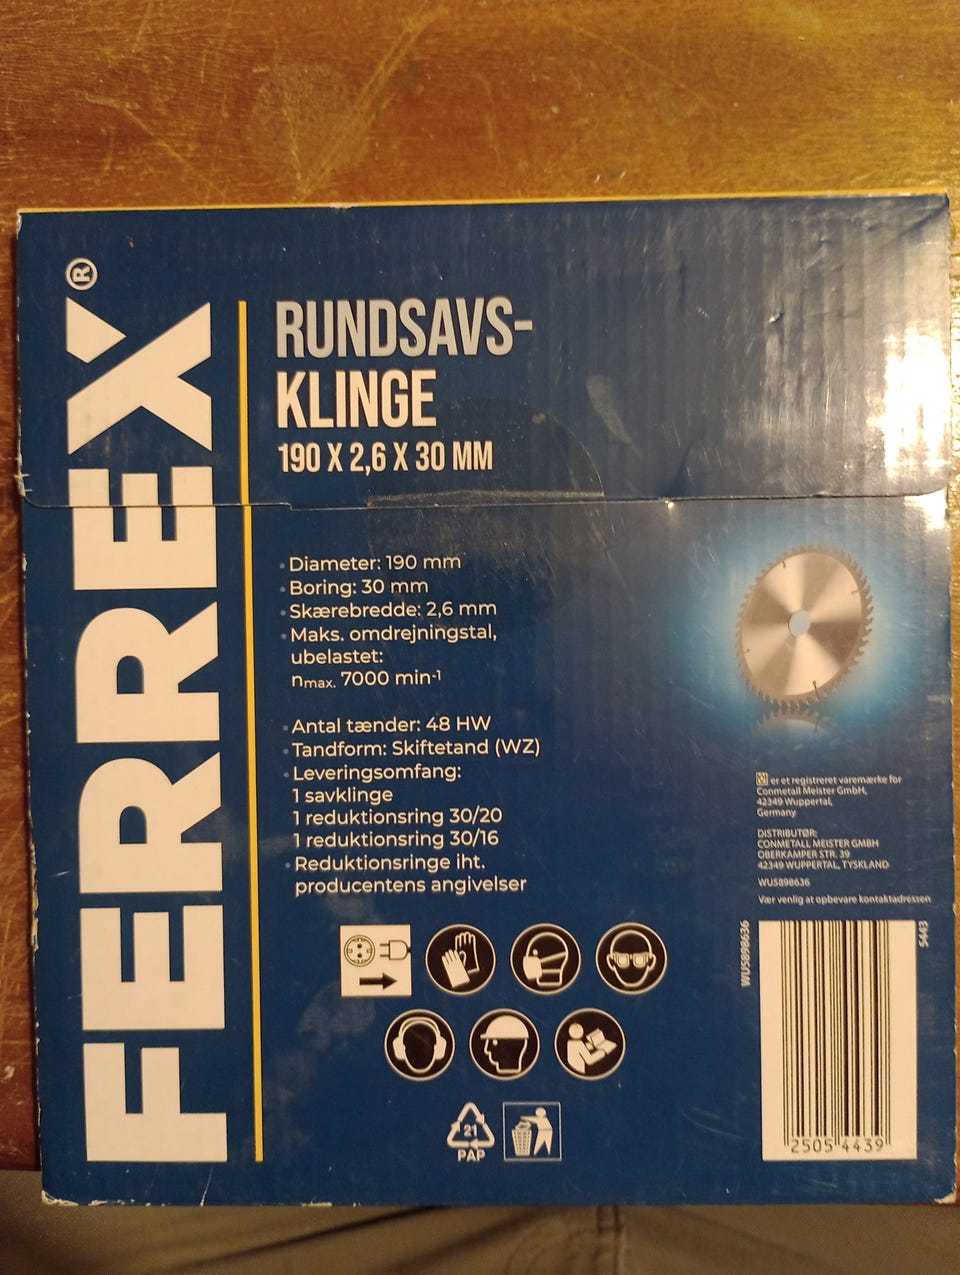 FERREX®
RUNDSAVS-
KLINGE
190 X 2,6 X 30 MM
• Diameter: 190 mm
• Boring: 30 mm
• Skærebredde: 2,6 mm
• Maks. omdrejningstal,
ubelastet:
nmax. 7000 min-1
• Antal tænder: 48 HW
• Tandform: Skiftetand (WZ)
• Leveringsomfang:
1 savklinge
1 reduktionsring 30/20
1 reduktionsring 30/16
• Reduktionsringe iht.
producentens angivelser
er et registreret varemærke for
Conmetall Meister GmbH,
42349 Wuppertal,
Germany
DISTRIBUTØR:
CONMETALL MEISTER GMBH
OBERKAMPER STR. 39
42349 WUPPERTAL, TYSKLAND
WU5898636
Vær venlig at opbevare kontaktadressen
WU5898636
5443
2505 4439
21
PAP